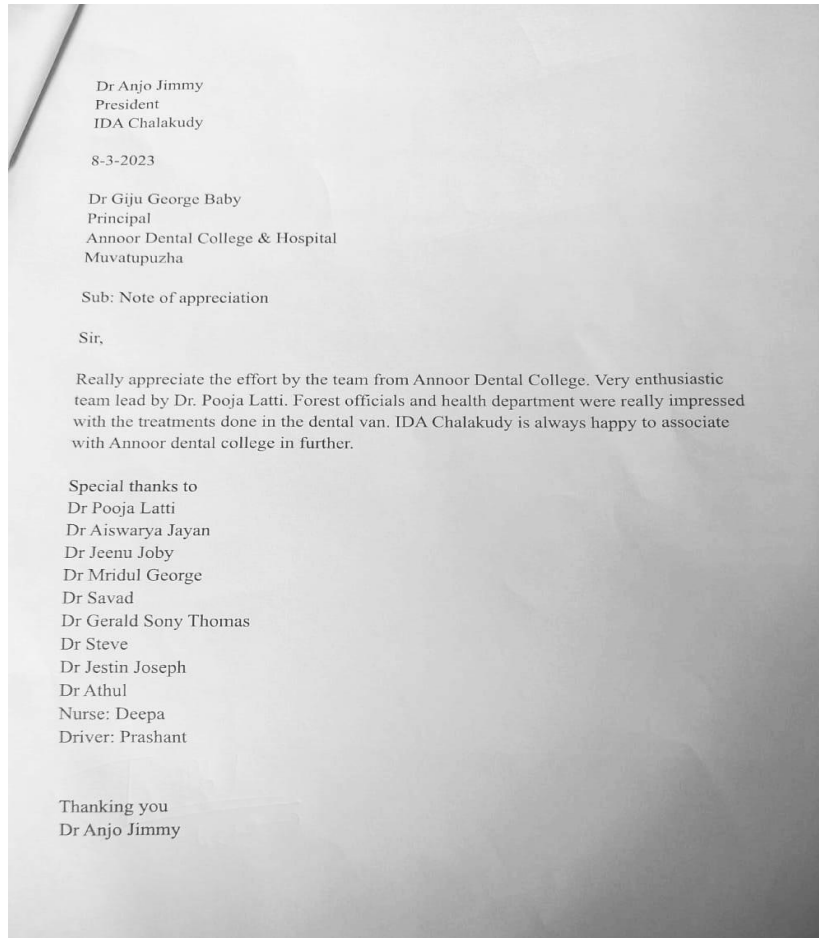 Dr Anjo Jimmy
President
IDA Chalakudy
8-3-2023
Dr Giju George Baby
Principal
Annoor Dental College & Hospital
Muvatupuzha
Sub: Note of appreciation
Sir,
Really appreciate the effort by the team from Annoor Dental College. Very enthusiastic
team lead by Dr. Pooja Latti. Forest officials and health department were really impressed
with the treatments done in the dental van. IDA Chalakudy is always happy to associate
with Annoor dental college in further.
Special thanks to
Dr Pooja Latti
Dr Aiswarya Jayan
Dr Jeenu Joby
Dr Mridul George
Dr Savad
Dr Gerald Sony Thomas
Dr Steve
Dr Jestin Joseph
Dr Athul
Nurse: Deepa
Driver: Prashant
Thanking you
Dr Anjo Jimmy